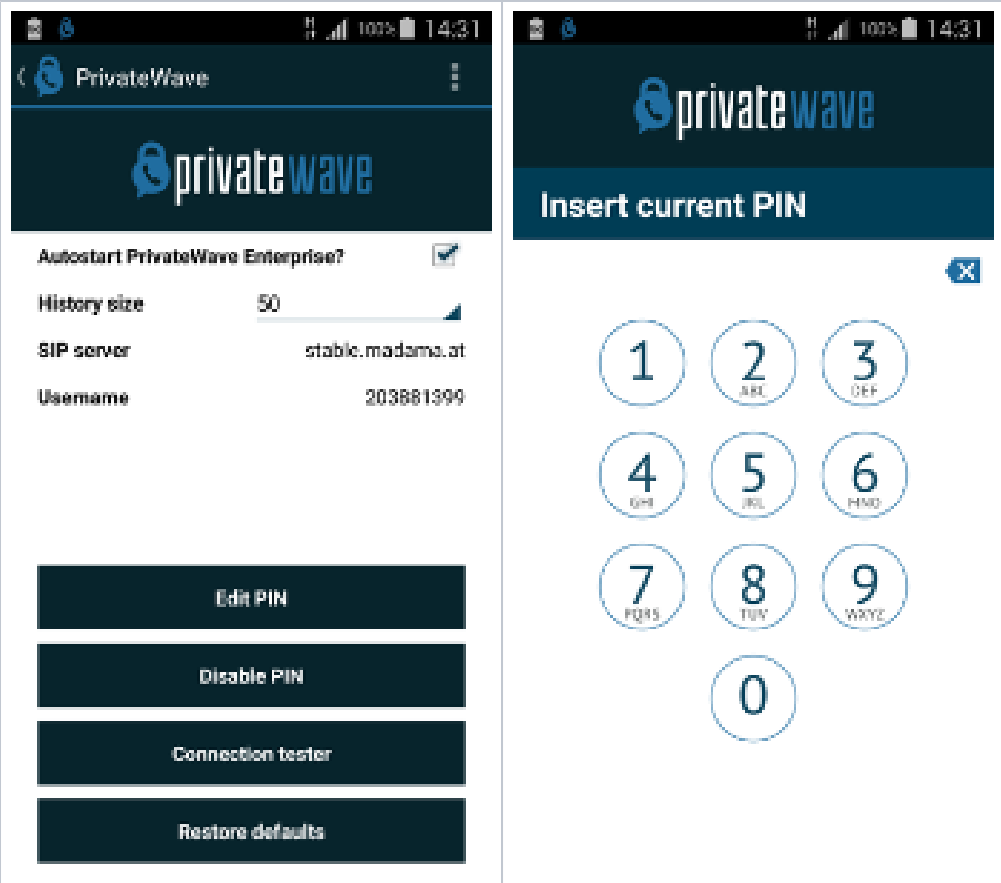 100% 14:31
PrivateWave
privatewave
Autostart PrivateWave Enterprise?
History size 50
SIP server stable.madama.at
Username 203881399
Edit PIN
Disable PIN
Connection tester
Restore defaults
100% 14:31
privatewave
Insert current PIN
1 2 3
ABC DEF
4 5 6
GHI JKL MNO
7 8 9
PQRS TUV WXYZ
0